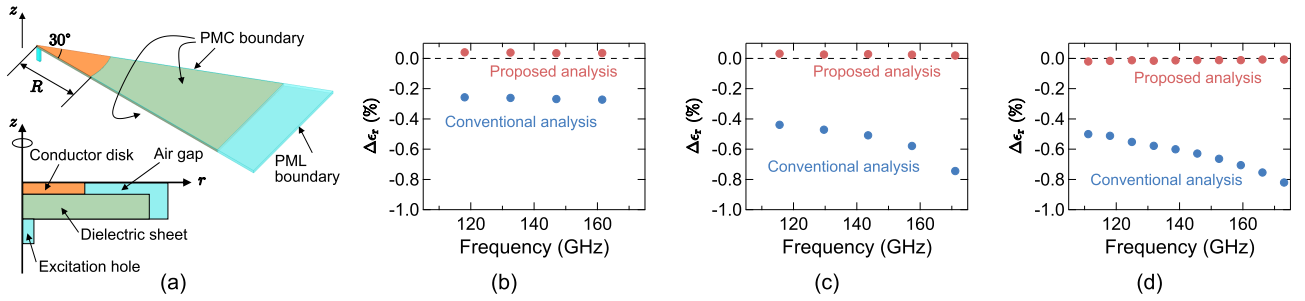 z
30°
PMC boundary
R
PML
boundary
z
Conductor disk
Air gap
r
Dielectric sheet
Excitation hole
(a)
Δϵr (%)
0.0
-0.2
-0.4
-0.6
-0.8
-1.0
Proposed analysis
Conventional analysis
120 140 160
Frequency (GHz)
(b)
Δϵr (%)
0.0
-0.2
-0.4
-0.6
-0.8
-1.0
Proposed analysis
Conventional analysis
120 140 160
Frequency (GHz)
(c)
Δϵr (%)
0.0
-0.2
-0.4
-0.6
-0.8
-1.0
Proposed analysis
Conventional analysis
120 140 160
Frequency (GHz)
(d)